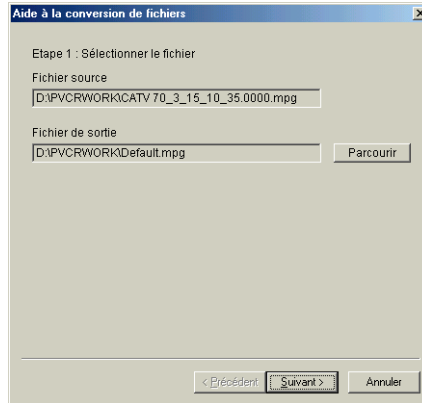 Aide à la conversion de fichiers
Etape 1 : Sélectionner le fichier
Fichier source
D:\PVCRWORK\CATV 70_3_15_10_35.0000.mpg
Fichier de sortie
D:\PVCRWORK\Default.mpg
Parcourir
< Précédent
Suivant >
Annuler